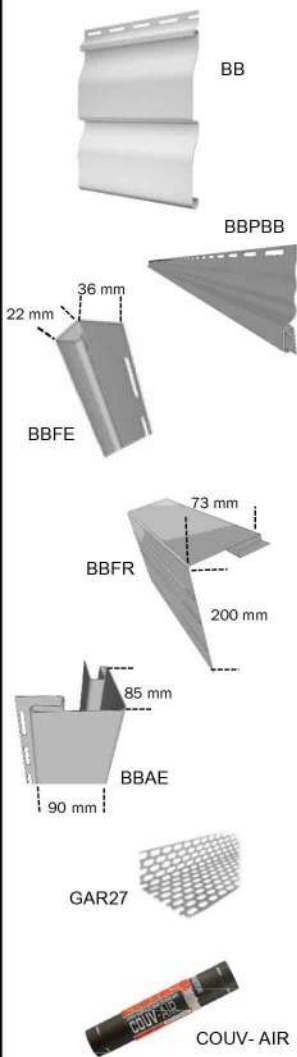 BB
BBPBB
36 mm
22 mm
BBFE
73 mm
BBFR
200 mm
85 mm
BBAE
90 mm
GAR27
COUV-AIR
COUV- AIR